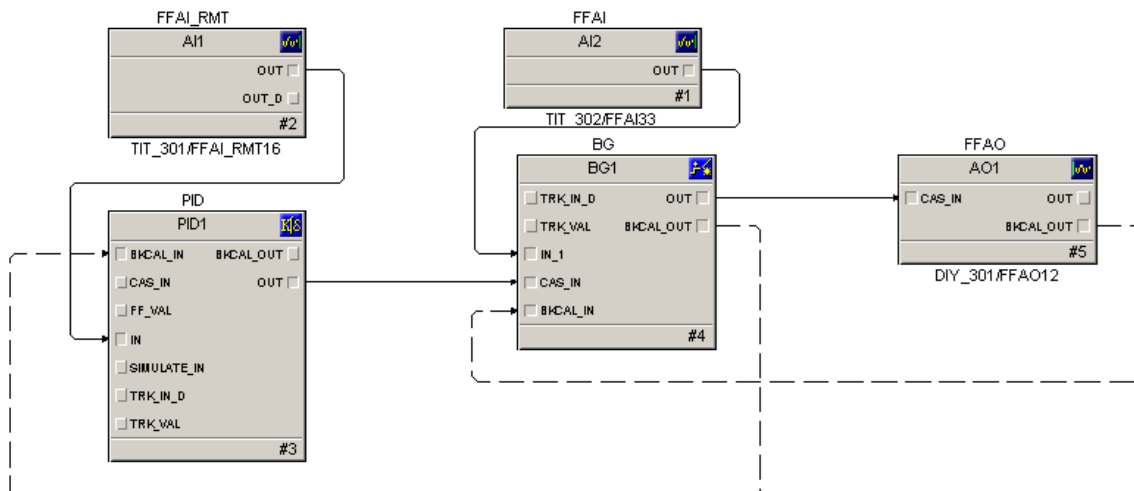 FFAI_RMT
AI1
OUT
OUT_D
#2
TIT_301/FFAI_RMT16
FFAI
AI2
OUT
#1
TIT_302/FFAI33
PID
PID1
BKCAL_IN BKCAL_OUT
CAS_IN OUT
FF_VAL
IN
SIMULATE_IN
TRK_IN_D
TRK_VAL
#3
BG
BG1
TRK_IN_D OUT
TRK_VAL BKCAL_OUT
IN_1
CAS_IN
BKCAL_IN
#4
FFAO
AO1
CAS_IN OUT
BKCAL_OUT
#5
DIY_301/FFAO12